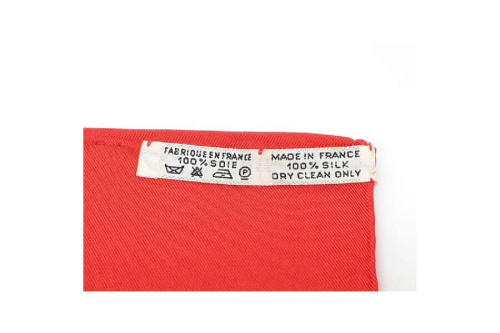 FABRIQUE EN FRANCE
100% SOIE
P
MADE IN FRANCE
100% SILK
DRY CLEAN ONLY